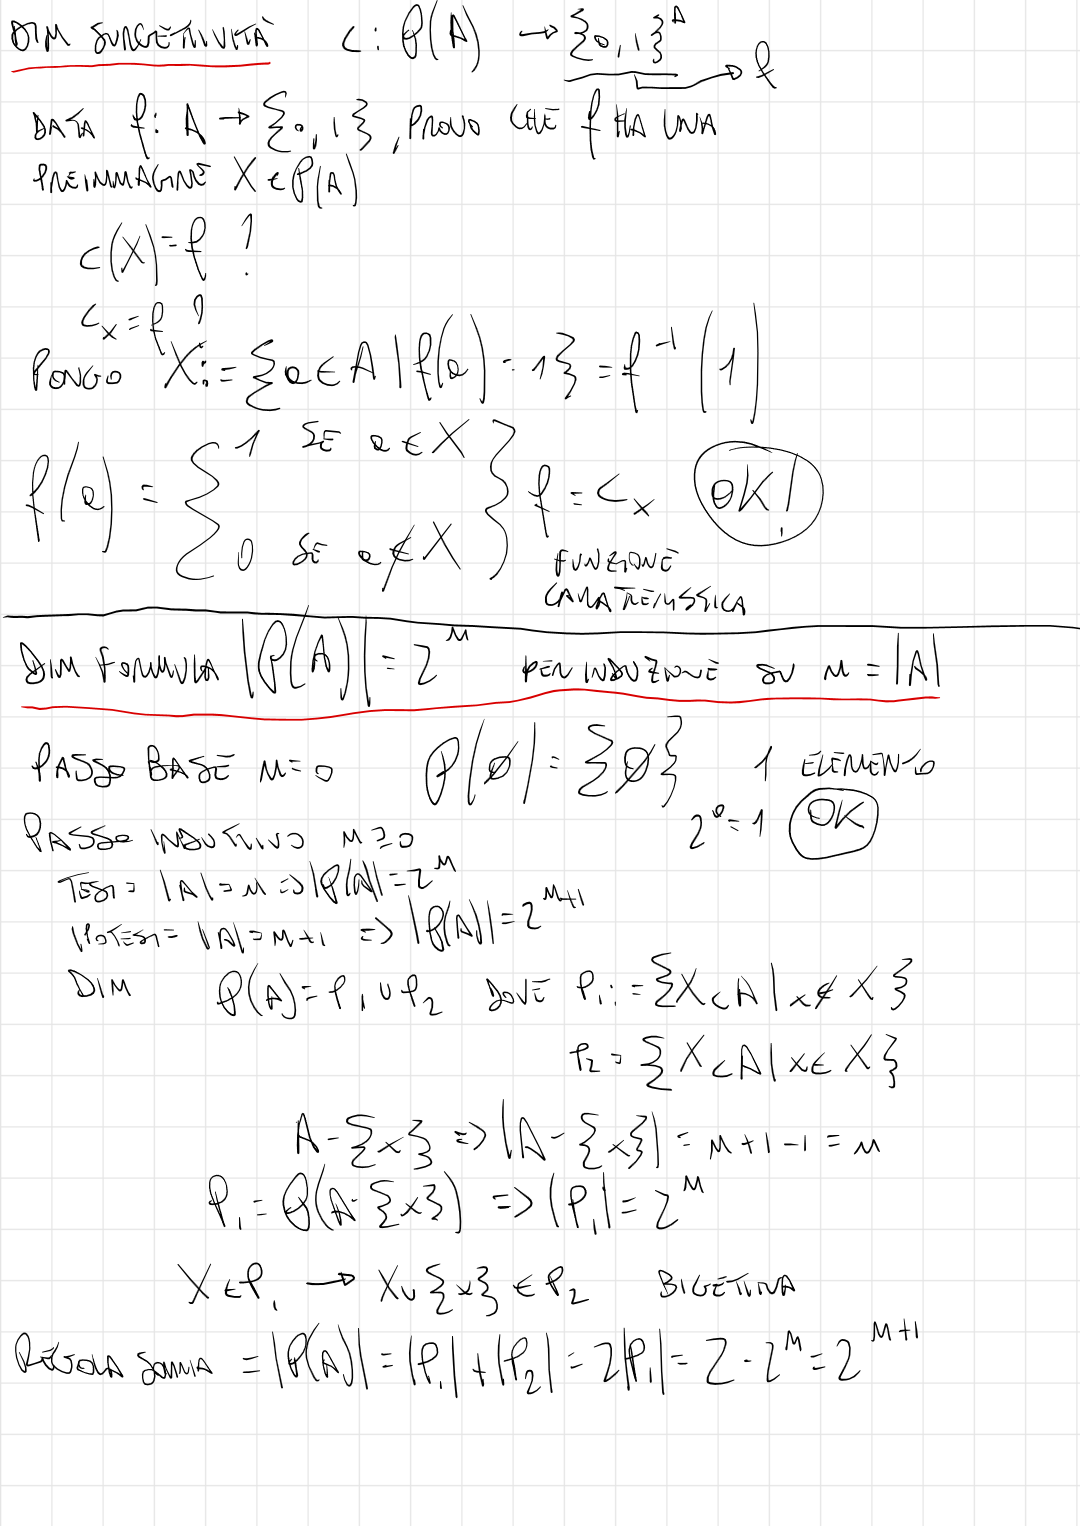 DIM SURGETTIVITÀ C: P(A) → {0,1}^A → f
DATA f: A → {0,1}, PROVO CHE f HA UNA
PREIMMAGINE X ∈ P(A)
C(X) = f ?
C_X = f ?
PONGO X := {a ∈ A | f(a) = 1} = f^-1 (1)
f(a) = { 1 SE a ∈ X
0 SE a ∉ X } f = C_X OK!
FUNZIONE
CARATTERISTICA
DIM FORMULA |P(A)| = 2^n PER INDUZIONE SU n = |A|
PASSO BASE n = 0 P(∅) = {∅} 1 ELEMENTO
2^0 = 1 OK
PASSO INDUTTIVO n ≥ 0
TESI = |A| = n => |P(A)| = 2^n
IPOTESI = |A| = n+1 => |P(A)| = 2^{n+1}
DIM P(A) = P_1 ∪ P_2 DOVE P_1 := {X ⊂ A | x ∉ X}
P_2 = {X ⊂ A | x ∈ X}
A - {x} => |A - {x}| = n+1-1 = n
P_1 = P(A - {x}) => |P_1| = 2^n
X ∈ P_1 → X ∪ {x} ∈ P_2 BIGETTIVA
REGOLA SOMMA = |P(A)| = |P_1| + |P_2| = 2|P_1| = 2 · 2^n = 2^{n+1}